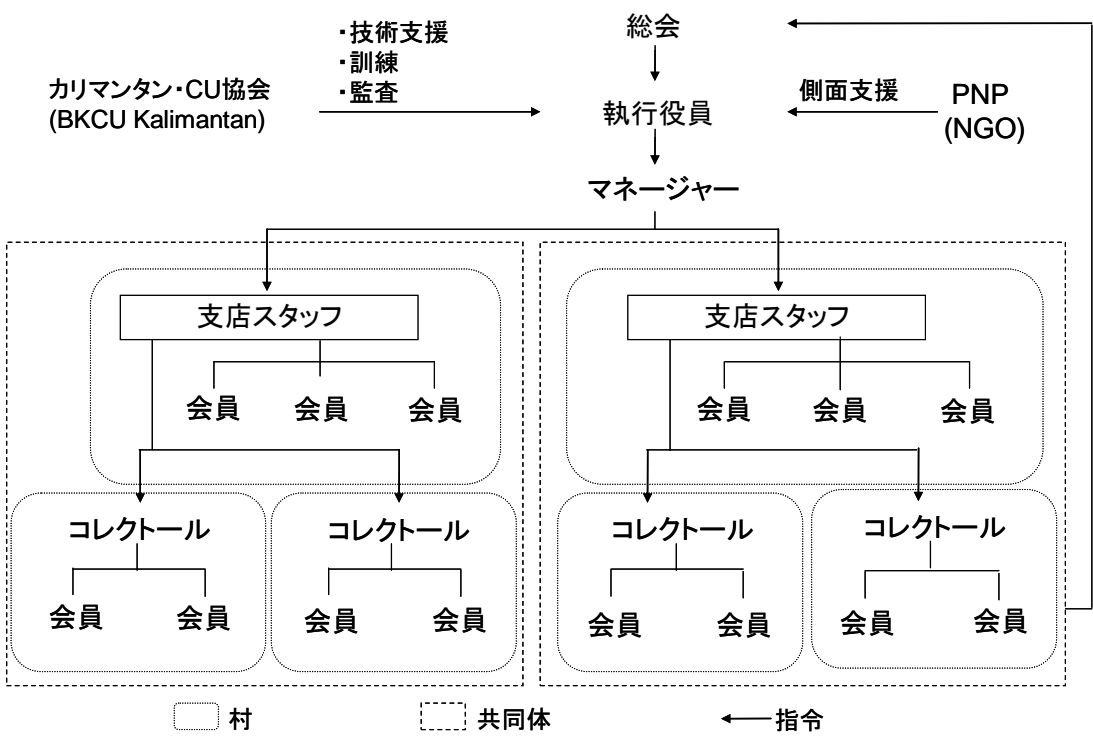 ・技術支援
・訓練
・監査
総会
カリマンタン・CU協会
(BKCU Kalimantan)
執行役員
側面支援
PNP
(NGO)
マネージャー
支店スタッフ
会員 会員 会員
コレクトール コレクトール
会員 会員 会員 会員
支店スタッフ
会員 会員 会員
コレクトール コレクトール
会員 会員 会員 会員
村 共同体 指令